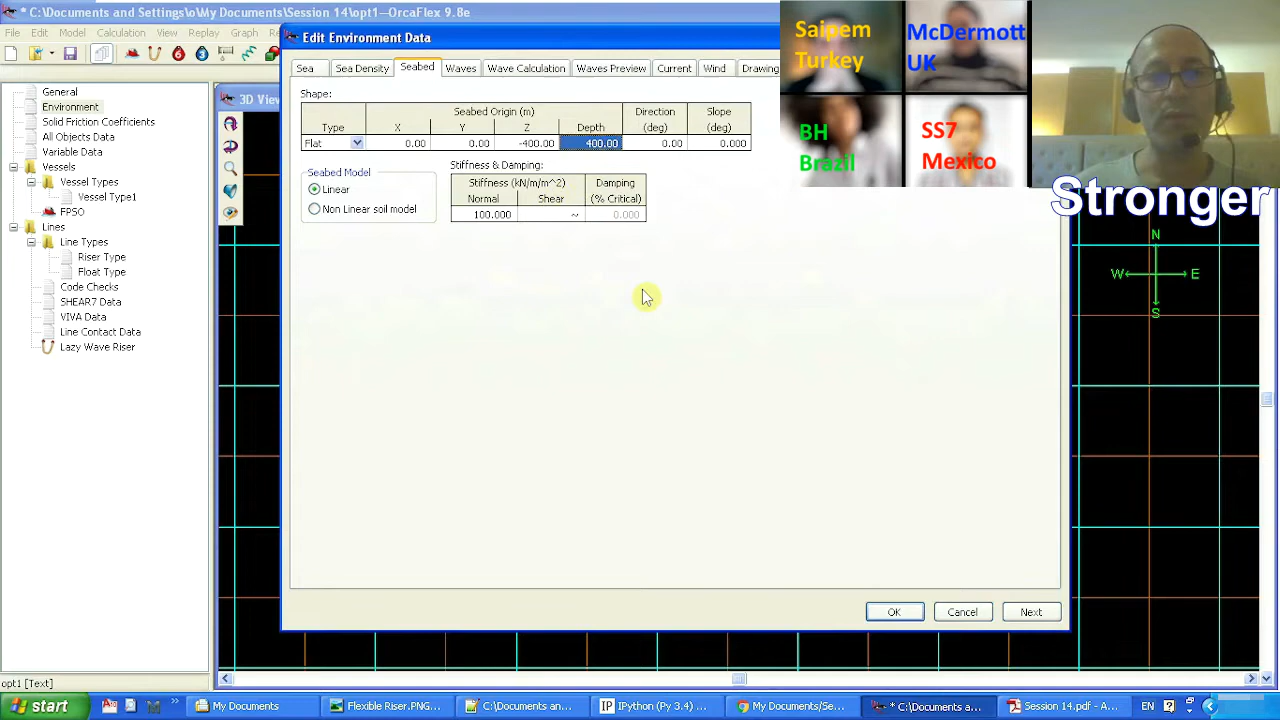 * C:\Documents and Settings\o\My Documents\Session 14\opt1-OrcaFlex 9.8e
File Edit Model Calculation View Replay Graph
General
Environment
Solid Friction Coefficients
All Objects Data
Variable Data
Vessels
Vessel Types
Vessel Type1
FPSO
Lines
Line Types
Riser Type
Float Type
Code Checks
SHEAR7 Data
VIVA Data
Line Contact Data
Lazy Wave Riser
opt1 [Text]
3D View
Edit Environment Data
Sea Sea Density Seabed Waves Wave Calculation Waves Preview Current Wind Drawing
Shape:
Seabed Origin (m) Direction Slope
Type X Y Z Depth (deg) (deg)
Flat 0.00 0.00 -400.00 400.00 0.00 0.000
Seabed Model
Linear
Non Linear soil model
Stiffness & Damping:
Stiffness (kN/m/m^2) Damping
Normal Shear (% Critical)
100.000 ~ 0.000
OK Cancel Next
Saipem
Turkey
McDermott
UK
BH
Brazil
SS7
Mexico
Stronger
N
W E
S
start
My Documents
Flexible Riser.PNG...
C:\Documents a...
IP IPython (Py 3.4) ...
My Documents/Se...
* C:\Documents a...
Session 14.pdf - A...
EN